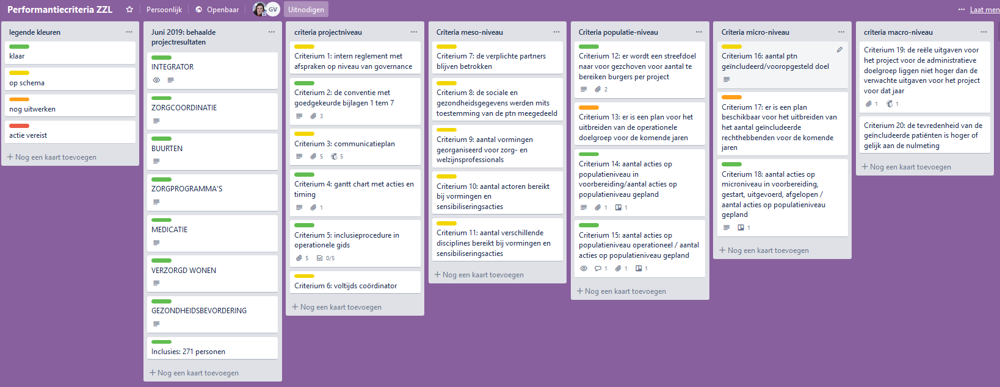 Performantiecriteria ZZL
Persoonlijk
Openbaar
GV
Uitnodigen
Laat men
legende kleuren
klaar
op schema
nog uitwerken
actie vereist
+ Nog een kaart toevoegen
Juni 2019: behaalde
projectresultaten
INTEGRATOR
ZORGCOORDINATIE
BUURTEN
ZORGPROGRAMMA'S
MEDICATIE
VERZORGD WONEN
GEZONDHEIDSBEVORDERING
Inclusies: 271 personen
+ Nog een kaart toevoegen
criteria projectniveau
Criterium 1: intern reglement met
afspraken op niveau van governance
Criterium 2: de conventie met
goedgekeurde bijlagen 1 tem 7
3
Criterium 3: communicatieplan
5 5
Criterium 4: gantt chart met acties en
timing
1
Criterium 5: inclusieprocedure in
operationele gids
5 0/5
Criterium 6: voltijds coördinator
+ Nog een kaart toevoegen
Criteria meso-niveau
Criterium 7: de verplichte partners
blijven betrokken
Criterium 8: de sociale en
gezondheidsgegevens werden mits
toestemming van de ptn meegedeeld
Criterium 9: aantal vormingen
georganiseerd voor zorg- en
welzijnsprofessionals
Criterium 10: aantal actoren bereikt
bij vormingen en
sensibiliseringsacties
Criterium 11: aantal verschillende
disciplines bereikt bij vormingen en
sensibiliseringsacties
+ Nog een kaart toevoegen
Criteria populatie-niveau
Criterium 12: er wordt een streefdoel
naar voor gezchoven voor aantal te
bereiken burgers per project
2
Criterium 13: er is een plan voor het
uitbreiden van de operationele
doelgroep voor de komende jaren
Criterium 14: aantal acties op
populatieniveau in
voorbereiding/aantal acties op
populatieniveau gepland
1 1
Criterium 15: aantal acties op
populatieniveau operationeel / aantal
acties op populatieniveau gepland
1 1 1
+ Nog een kaart toevoegen
Criteria micro-niveau
Criterium 16: aantal ptn
geïncludeerd/vooropgesteld doel
Criterium 17: er is een plan
beschikbaar voor het uitbreiden van
het aantal geïncludeerde
rechthebbenden voor de komende
jaren
Criterium 18: aantal acties op
microniveau in voorbereiding,
gestart, uitgevoerd, afgelopen /
aantal acties op populatieniveau
gepland
1
+ Nog een kaart toevoegen
criteria macro-niveau
Criterium 19: de reële uitgaven voor
het project voor de administratieve
doelgroep liggen niet hoger dan de
verwachte uitgaven voor het project
voor dat jaar
1 1
Criterium 20: de tevredenheid van de
geïncludeerde patiënten is hoger of
gelijk aan de nulmeting
+ Nog een kaart toevoegen